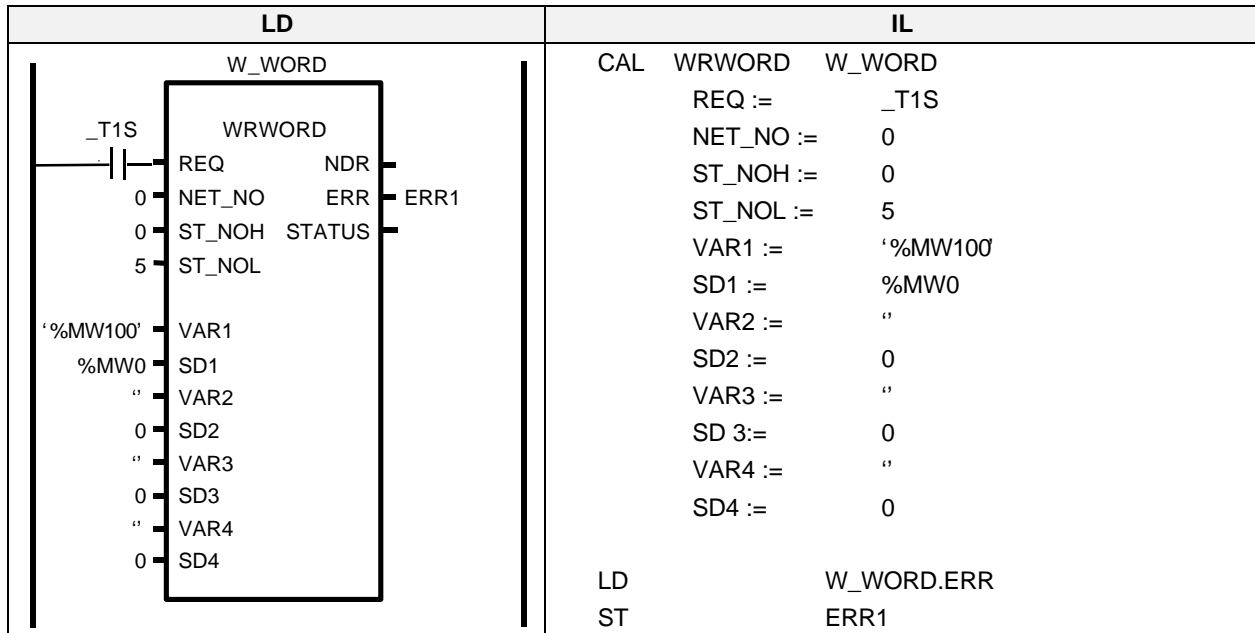 LD
IL
W_WORD
_T1S
WRWORD
REQ NDR
0 NET_NO ERR ERR1
0 ST_NOH STATUS
5 ST_NOL
‘%MW100’ VAR1
%MW0 SD1
‘’ VAR2
0 SD2
‘’ VAR3
0 SD3
‘’ VAR4
0 SD4
CAL WRWORD W_WORD
REQ := _T1S
NET_NO := 0
ST_NOH := 0
ST_NOL := 5
VAR1 := ‘%MW100’
SD1 := %MW0
VAR2 := ‘’
SD2 := 0
VAR3 := ‘’
SD 3:= 0
VAR4 := ‘’
SD4 := 0
LD W_WORD.ERR
ST ERR1